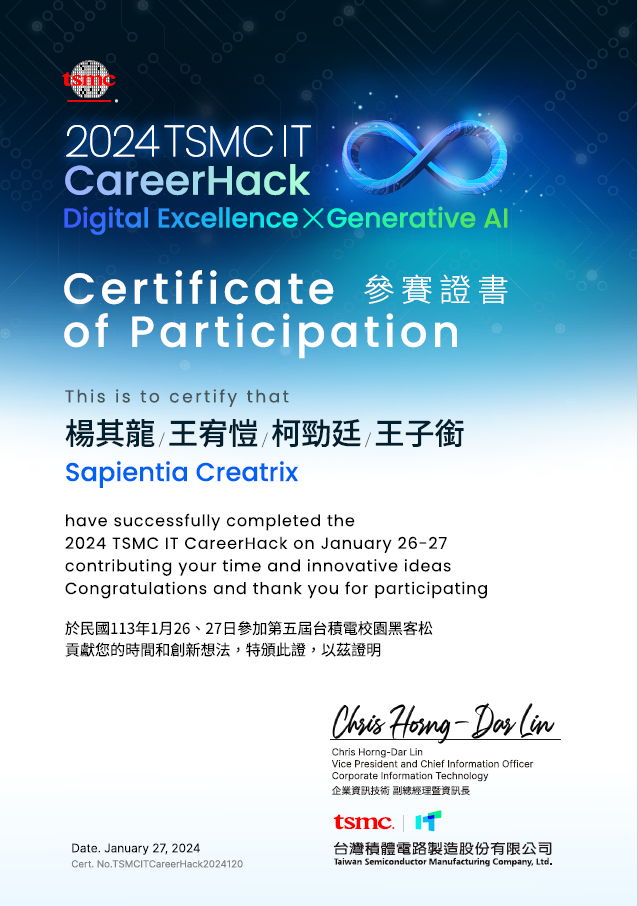 tsmc
2024 TSMC IT
CareerHack
Digital Excellence×Generative AI
Certificate 參賽證書
of Participation
This is to certify that
楊其龍/王宥愷/柯勁廷/王子銜
Sapientia Creatrix
have successfully completed the
2024 TSMC IT CareerHack on January 26-27
contributing your time and innovative ideas
Congratulations and thank you for participating
於民國113年1月26、27日參加第五屆台積電校園黑客松
貢獻您的時間和創新想法，特頒此證，以茲證明
Chris Horng-Dar Lin
Chris Horng-Dar Lin
Vice President and Chief Information Officer
Corporate Information Technology
企業資訊技術 副總經理暨資訊長
tsmc. | IT
台灣積體電路製造股份有限公司
Taiwan Semiconductor Manufacturing Company, Ltd.
Date. January 27, 2024
Cert. No.TSMCITCareerHack2024120